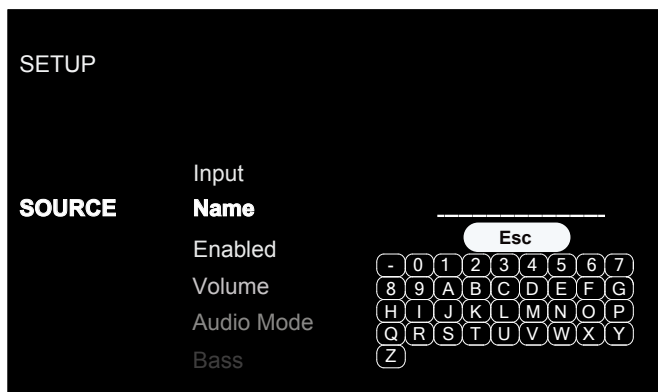 SETUP
Input
SOURCE Name _____________
Enabled Esc
- 0 1 2 3 4 5 6 7
Volume 8 9 A B C D E F G
Audio Mode H I J K L M N O P
Q R S T U V W X Y
Bass Z